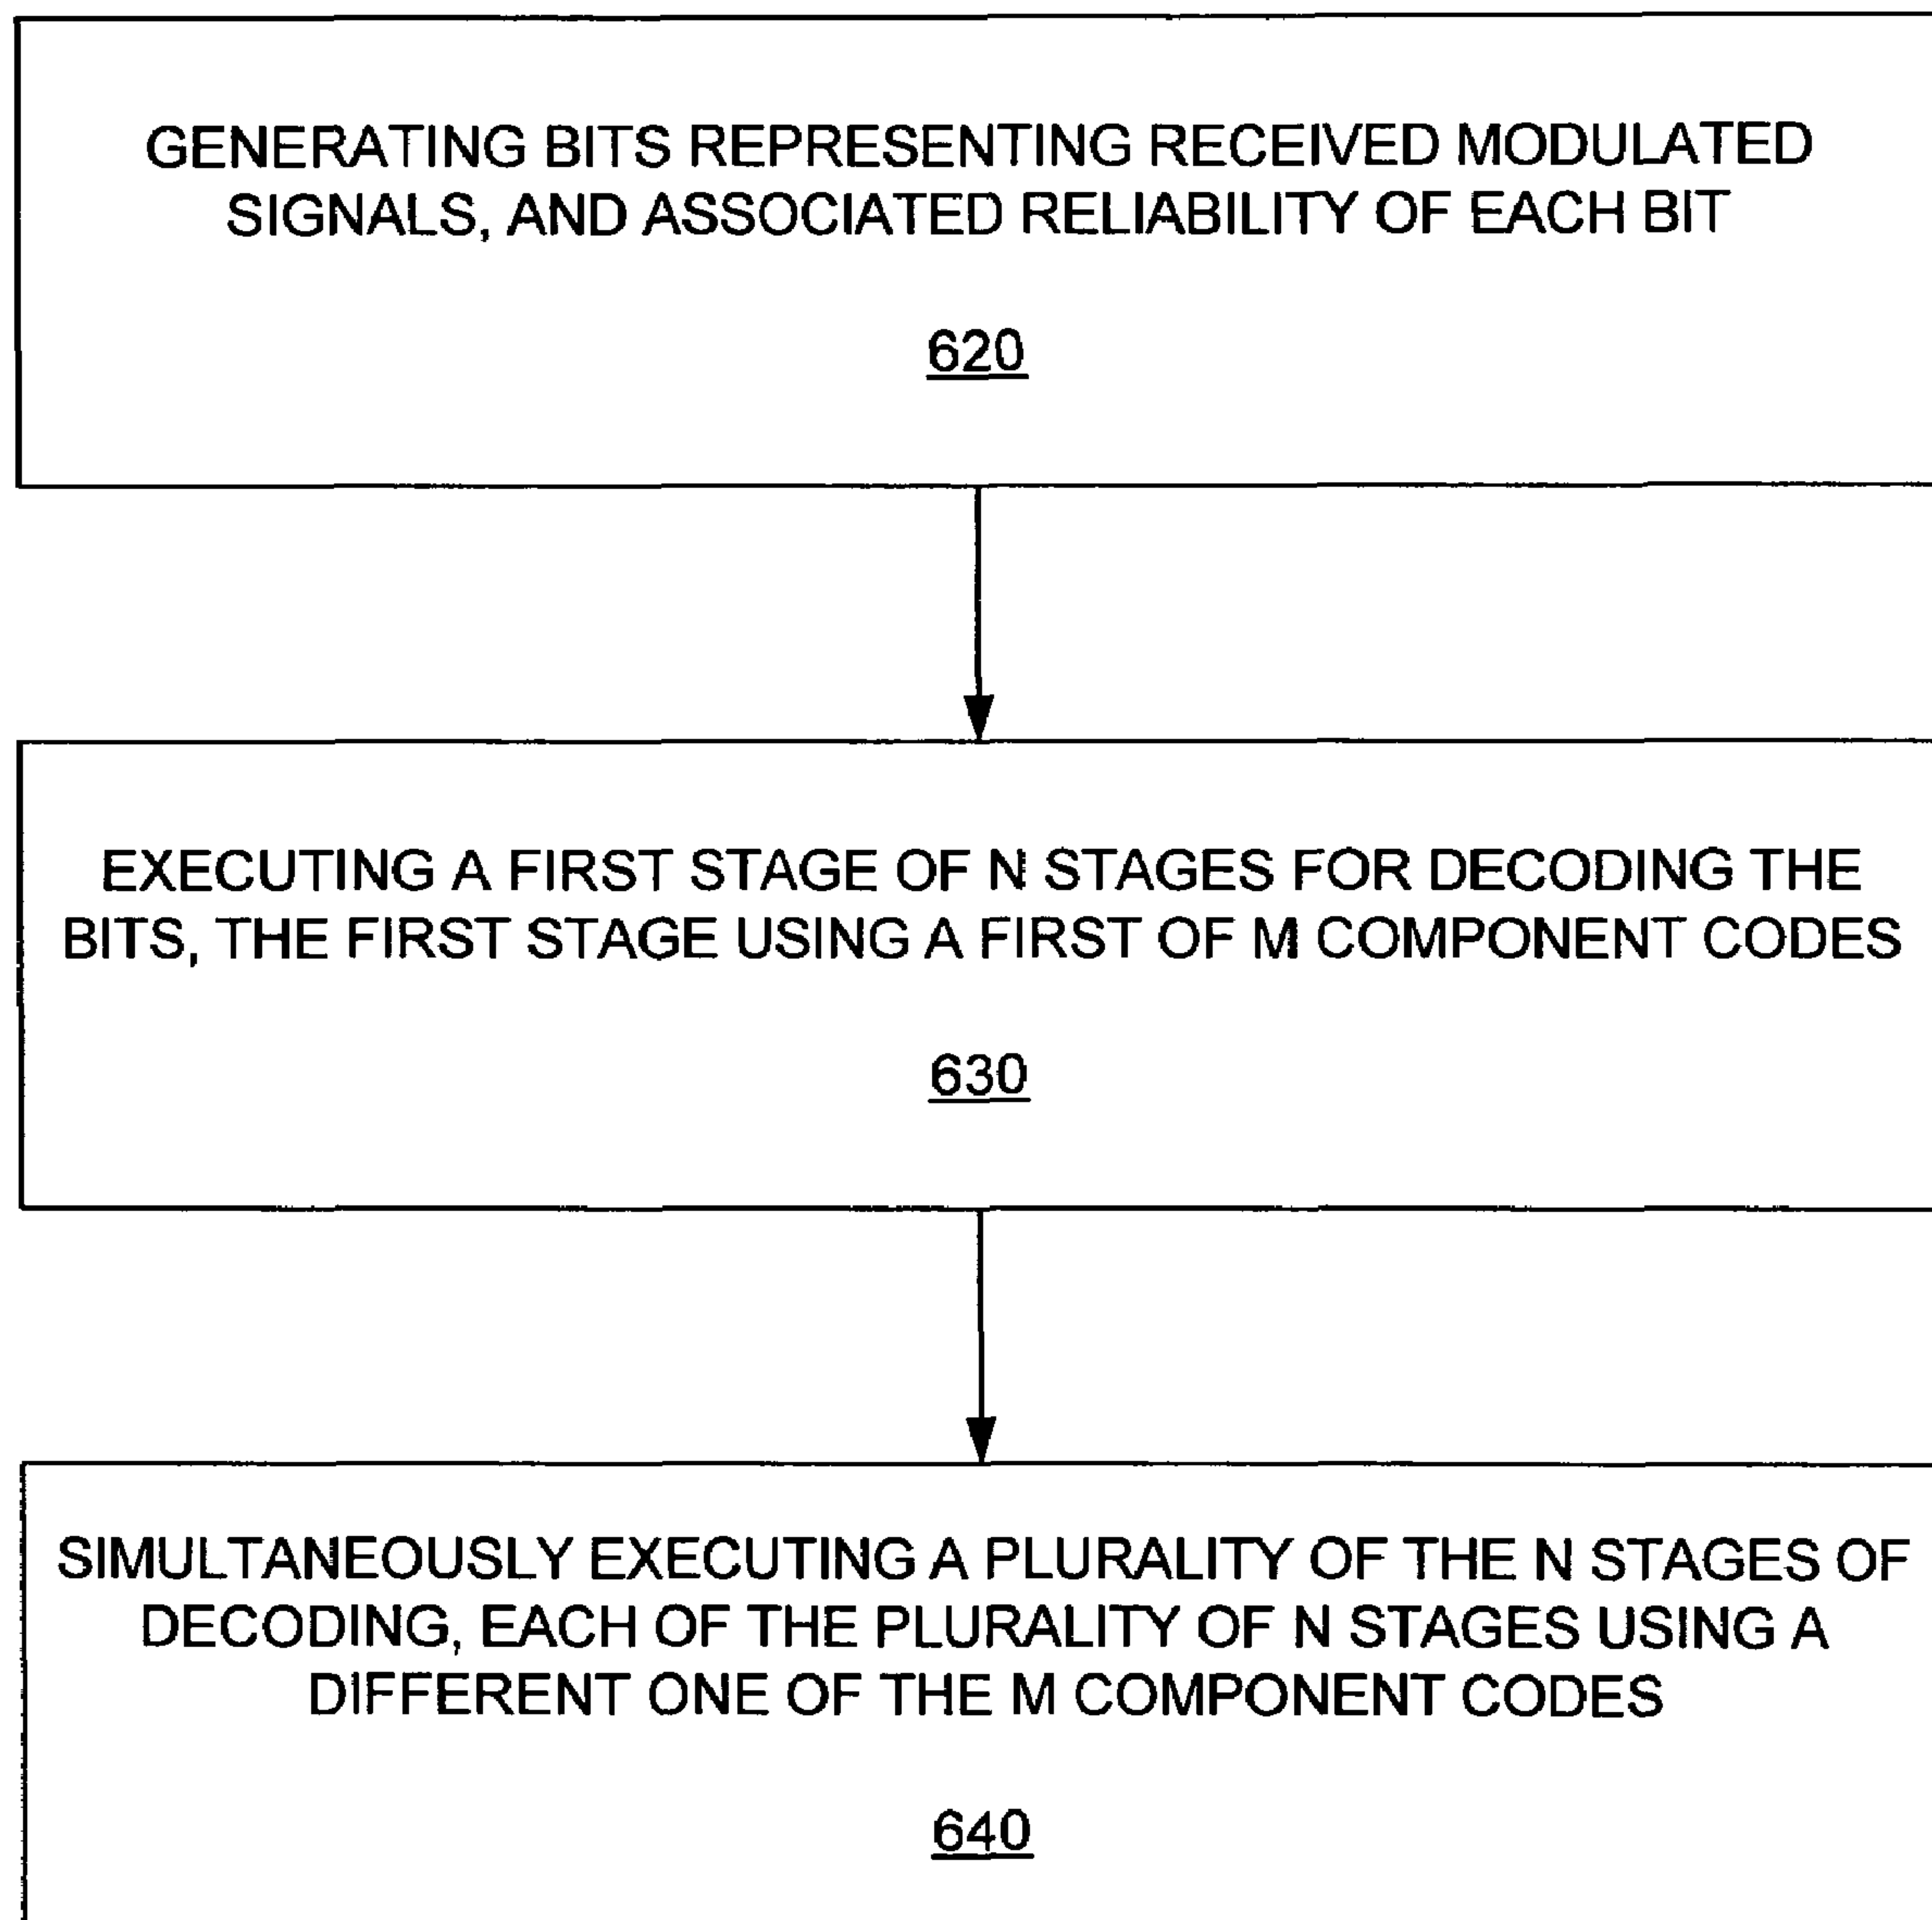 GENERATING BITS REPRESENTING RECEIVED MODULATED
SIGNALS, AND ASSOCIATED RELIABILITY OF EACH BIT
620
EXECUTING A FIRST STAGE OF N STAGES FOR DECODING THE
BITS, THE FIRST STAGE USING A FIRST OF M COMPONENT CODES
630
SIMULTANEOUSLY EXECUTING A PLURALITY OF THE N STAGES OF
DECODING, EACH OF THE PLURALITY OF N STAGES USING A
DIFFERENT ONE OF THE M COMPONENT CODES
640